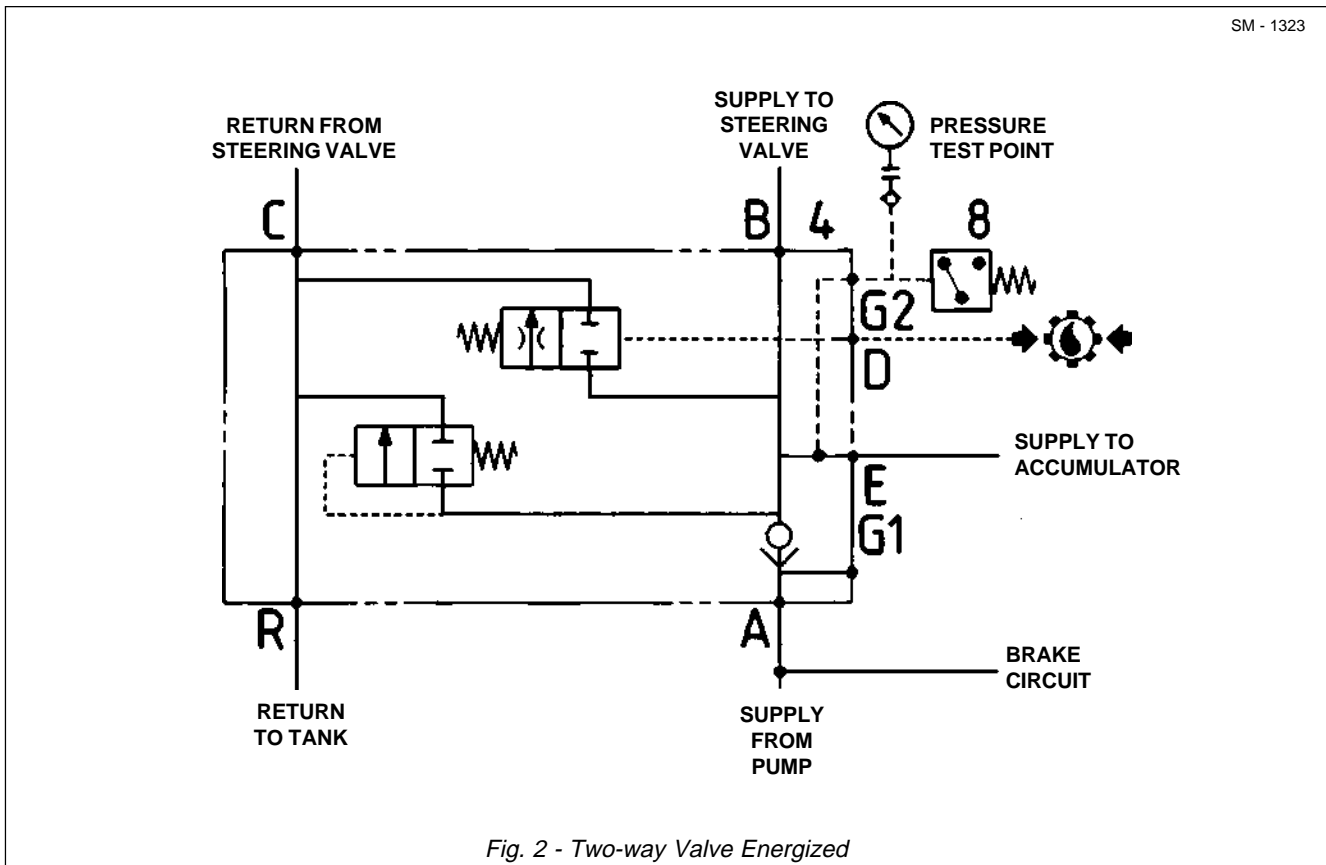 SM - 1323
RETURN FROM
STEERING VALVE
SUPPLY TO
STEERING
VALVE
PRESSURE
TEST POINT
C
B
4
8
G2
D
SUPPLY TO
ACCUMULATOR
E
G1
R
A
BRAKE
CIRCUIT
RETURN
TO TANK
SUPPLY
FROM
PUMP
Fig. 2 - Two-way Valve Energized